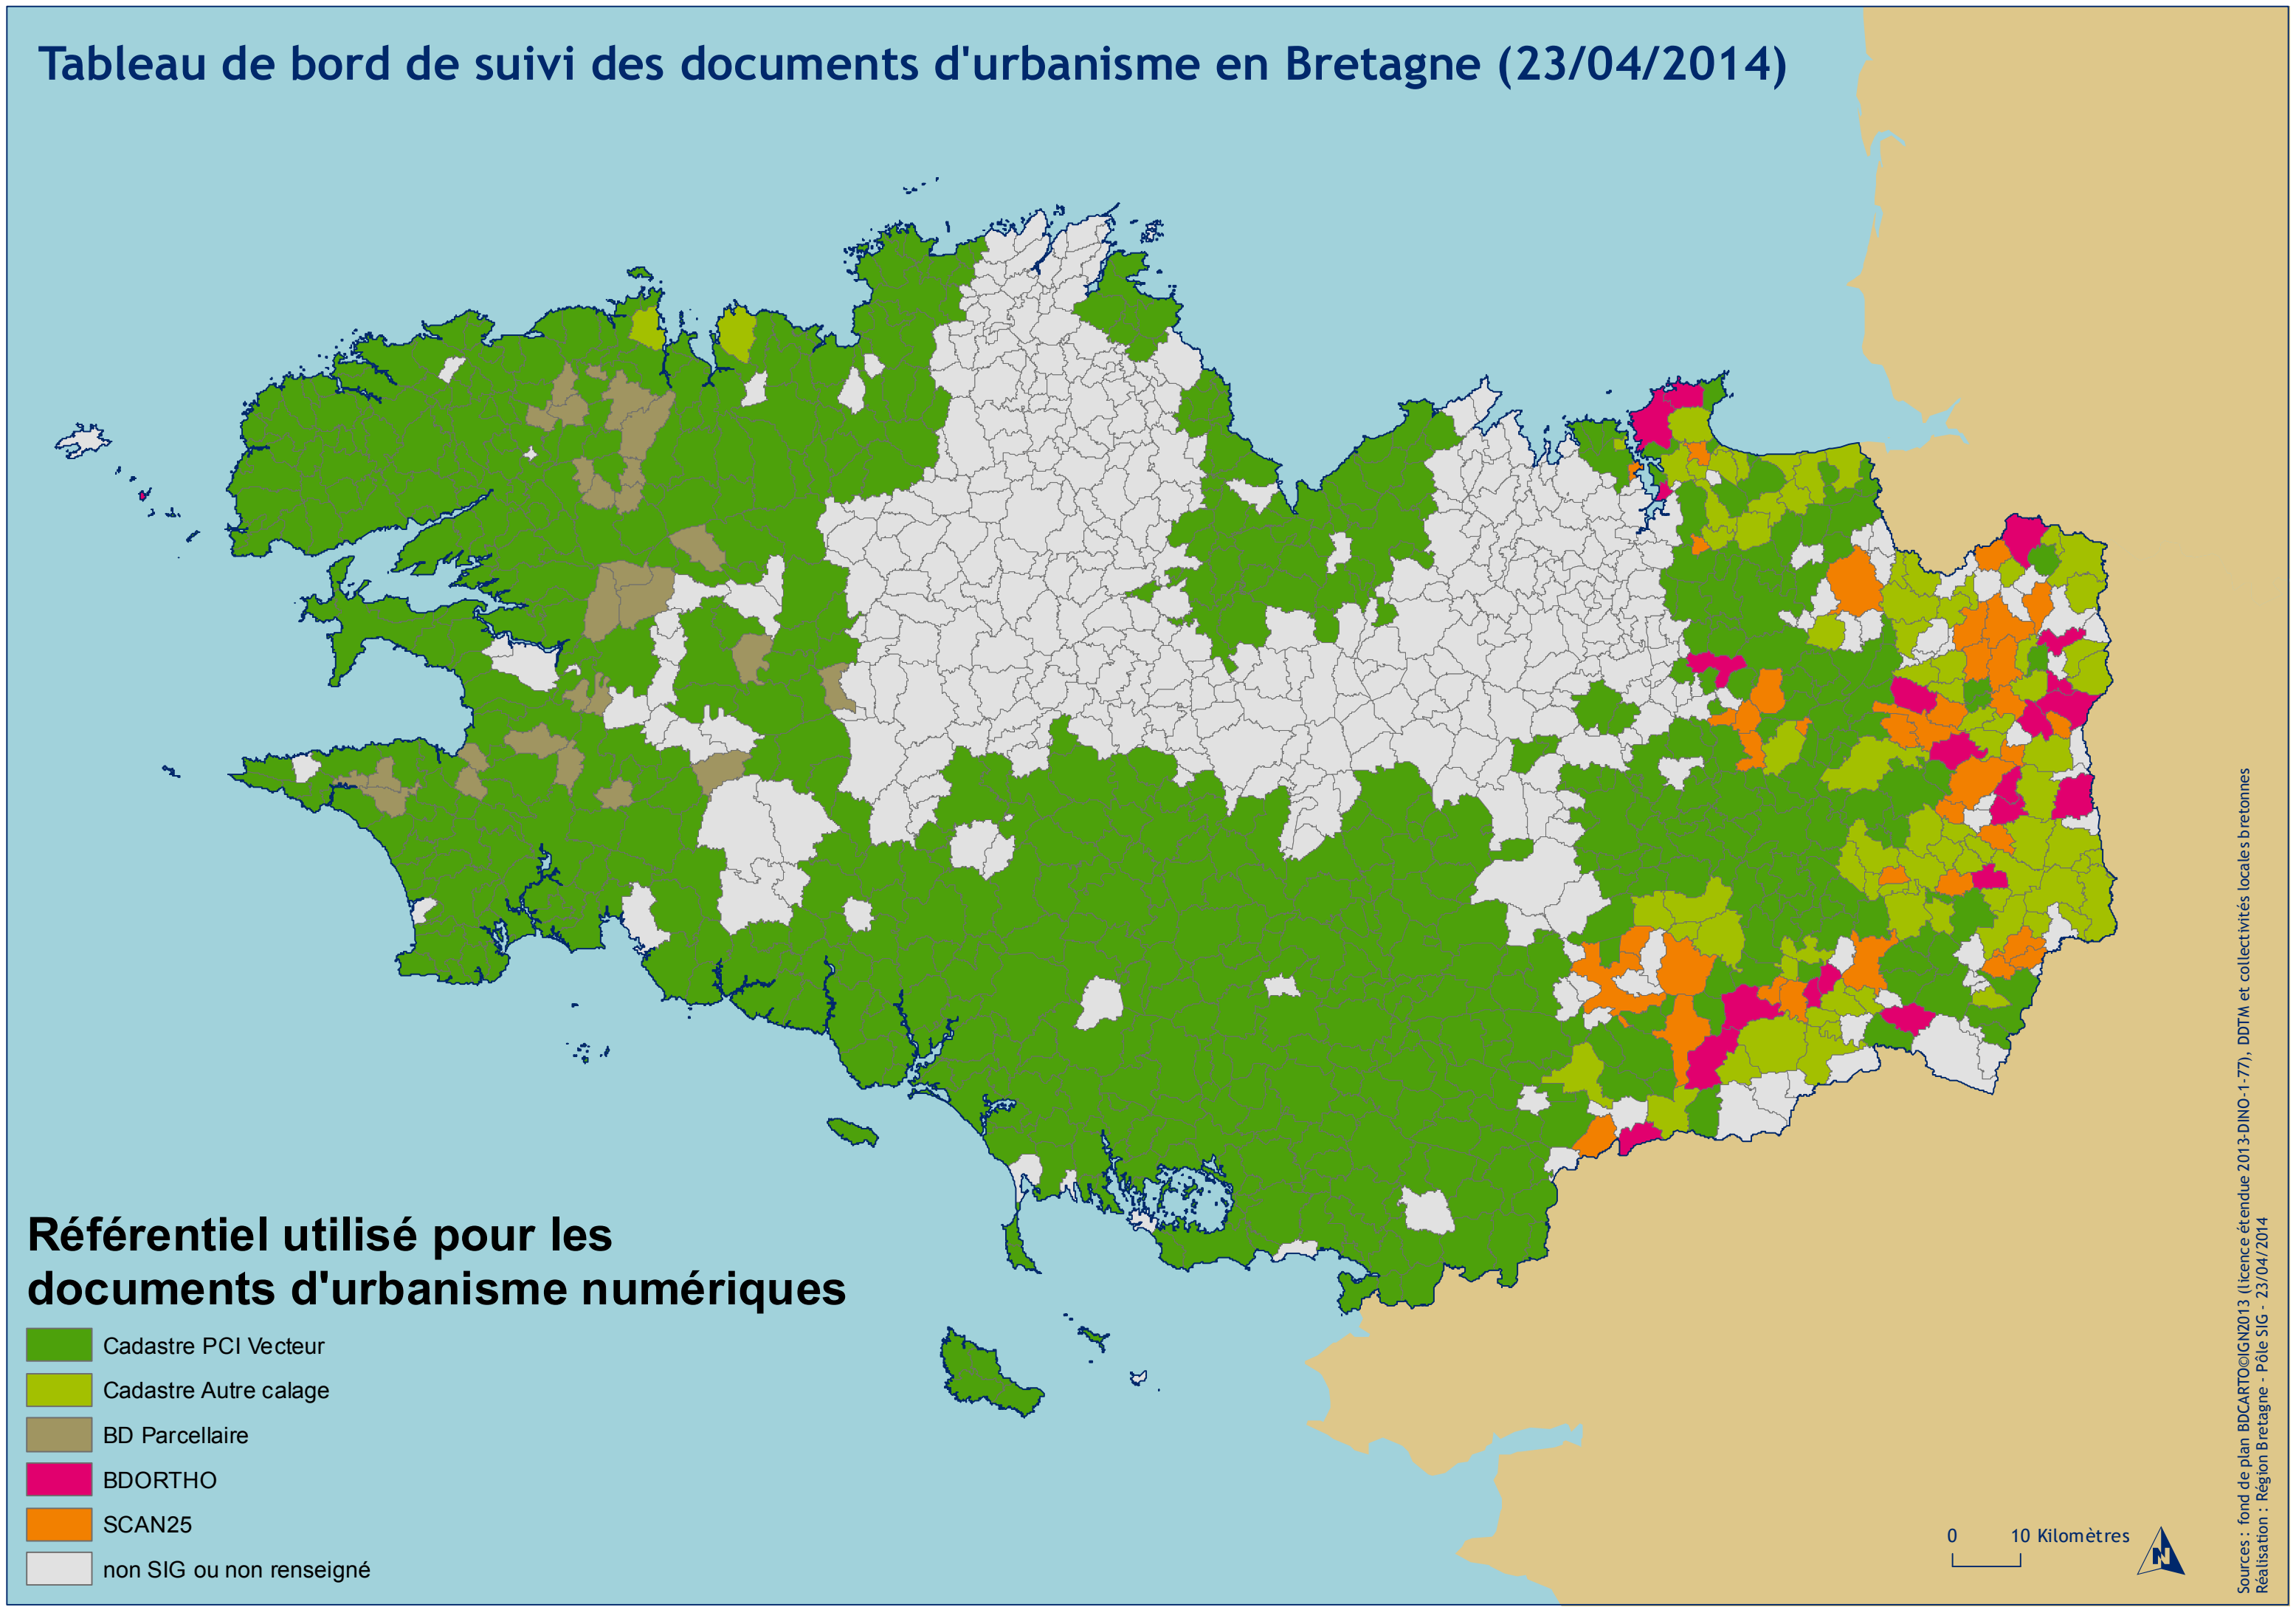 Tableau de bord de suivi des documents d'urbanisme en Bretagne (23/04/2014)
Référentiel utilisé pour les
documents d'urbanisme numériques
Cadastre PCI Vecteur
Cadastre Autre calage
BD Parcellaire
BDORTHO
SCAN25
non SIG ou non renseigné
0 10 Kilomètres
N
Sources : fond de plan BDCARTO©IGN2013 (licence étendue 2013-DINO-1-77), DDTM et collectivités locales bretonnes
Réalisation : Région Bretagne - Pôle SIG - 23/04/2014